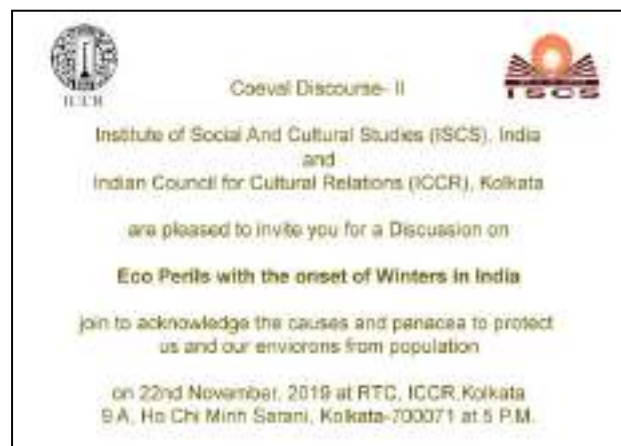 Coeval Discourse- II
ICCR
ISCS
Institute of Social And Cultural Studies (ISCS), India
and
Indian Council for Cultural Relations (ICCR), Kolkata
are pleased to invite you for a Discussion on
Eco Perils with the onset of Winters in India
join to acknowledge the causes and panacea to protect
us and our enviorons from population
on 22nd November, 2019 at RTC, ICCR,Kolkata
9 A, Ho Chi Minh Sarani, Kolkata-700071 at 5 P.M.